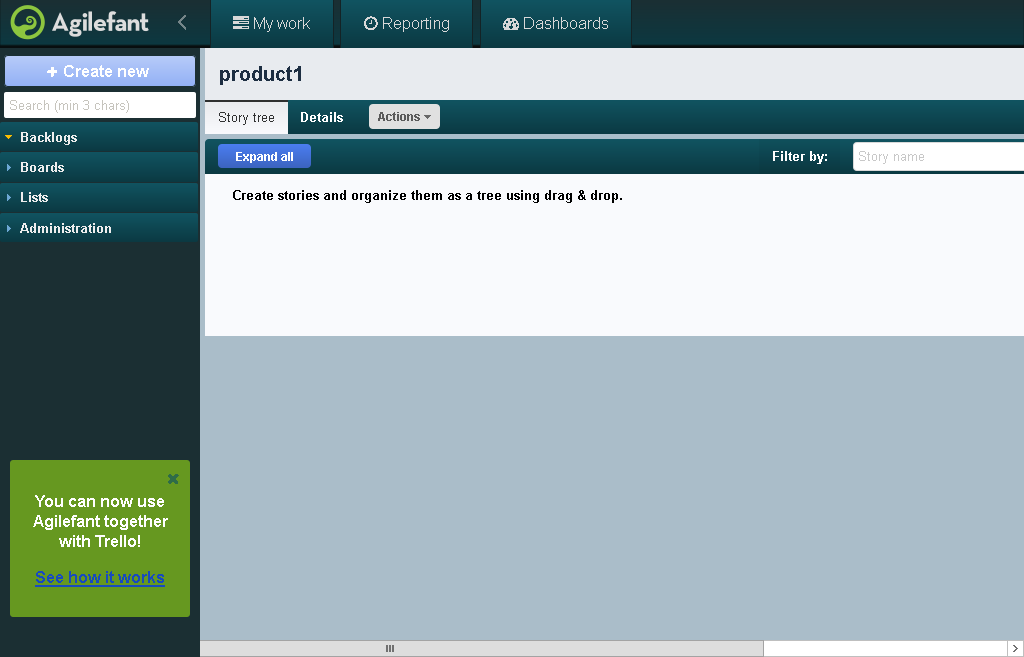 Agilefant
My work
Reporting
Dashboards
Create new
Search (min 3 chars)
Backlogs
Boards
Lists
Administration
product1
Story tree
Details
Actions
Expand all
Filter by:
Story name
Create stories and organize them as a tree using drag & drop.
You can now use
Agilefant together
with Trello!
See how it works